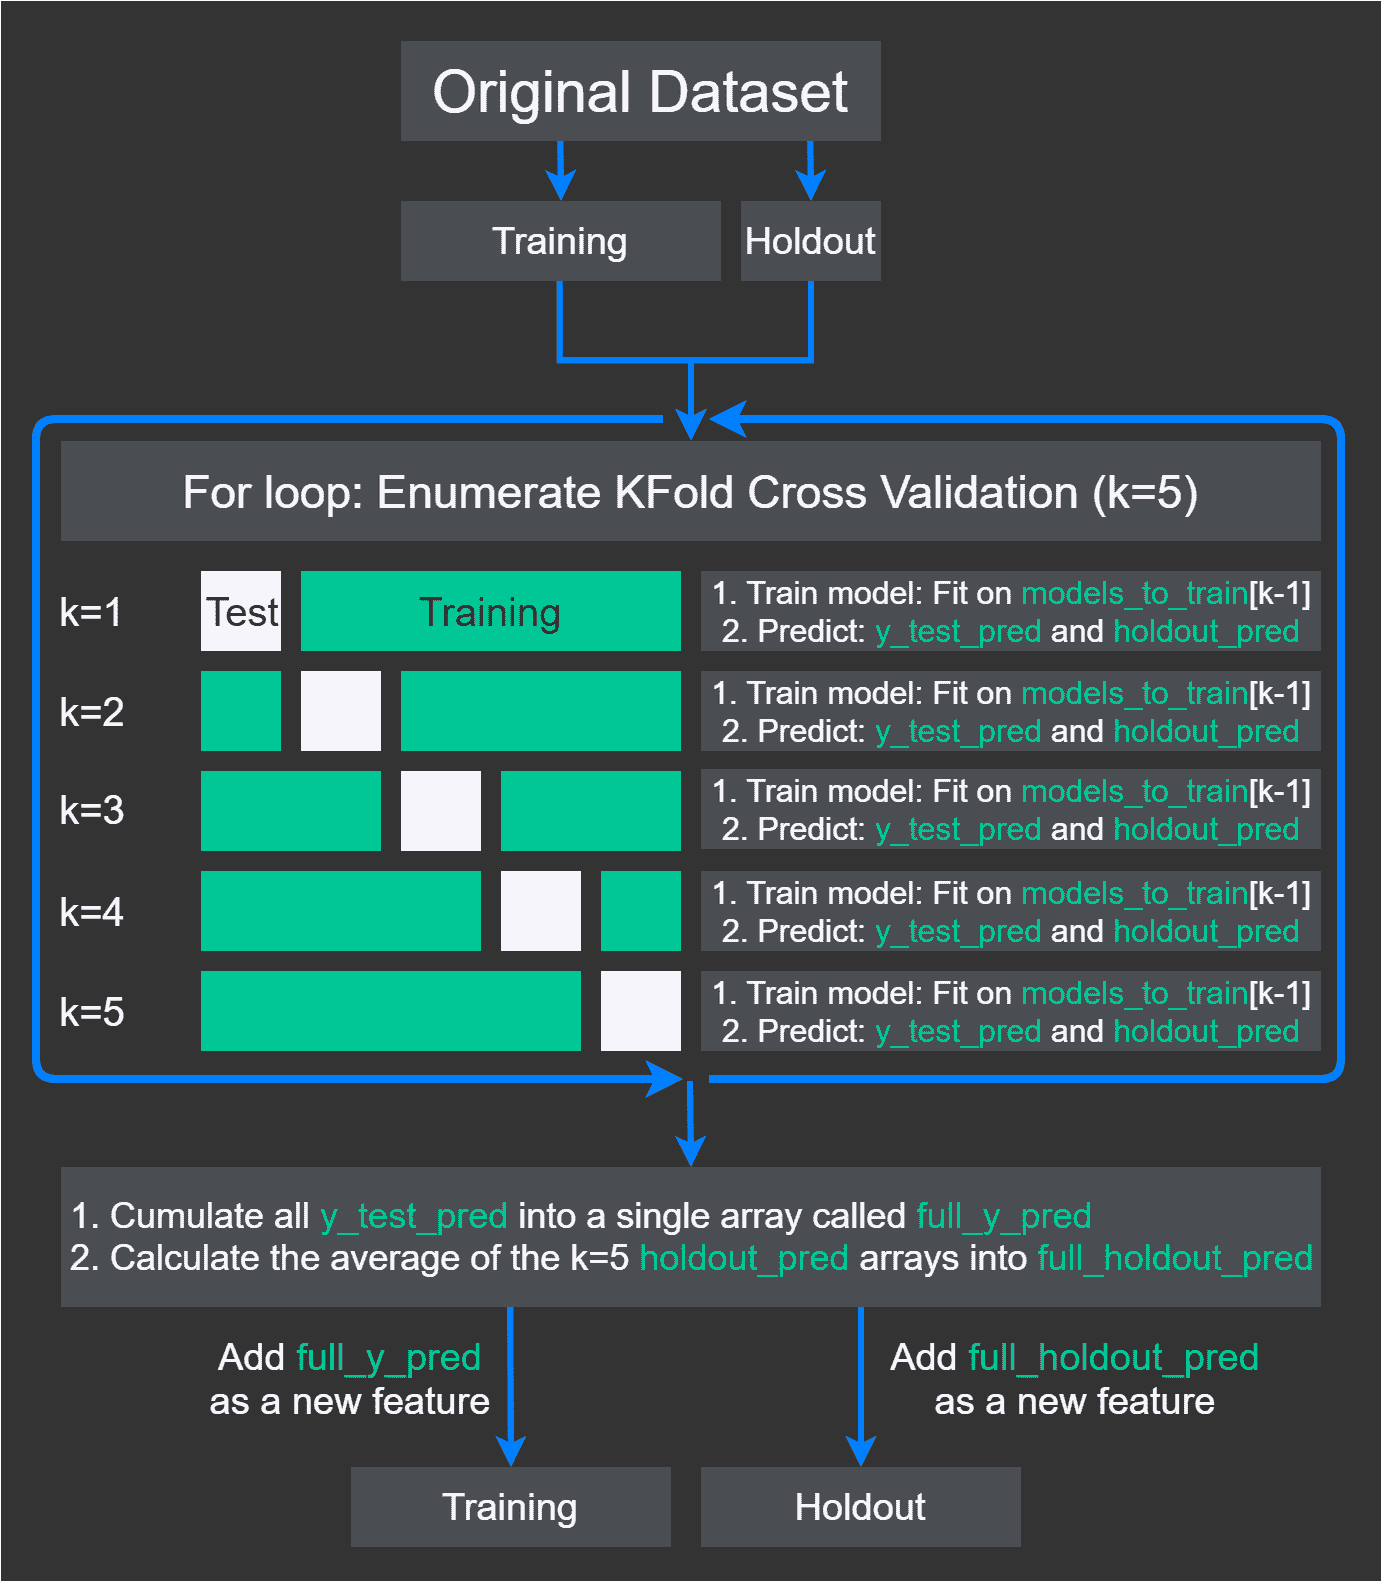 Original Dataset
Training
Holdout
For loop: Enumerate KFold Cross Validation (k=5)
k=1
Test
Training
1. Train model: Fit on models_to_train[k-1]
2. Predict: y_test_pred and holdout_pred
k=2
1. Train model: Fit on models_to_train[k-1]
2. Predict: y_test_pred and holdout_pred
k=3
1. Train model: Fit on models_to_train[k-1]
2. Predict: y_test_pred and holdout_pred
k=4
1. Train model: Fit on models_to_train[k-1]
2. Predict: y_test_pred and holdout_pred
k=5
1. Train model: Fit on models_to_train[k-1]
2. Predict: y_test_pred and holdout_pred
1. Cumulate all y_test_pred into a single array called full_y_pred
2. Calculate the average of the k=5 holdout_pred arrays into full_holdout_pred
Add full_y_pred
as a new feature
Add full_holdout_pred
as a new feature
Training
Holdout